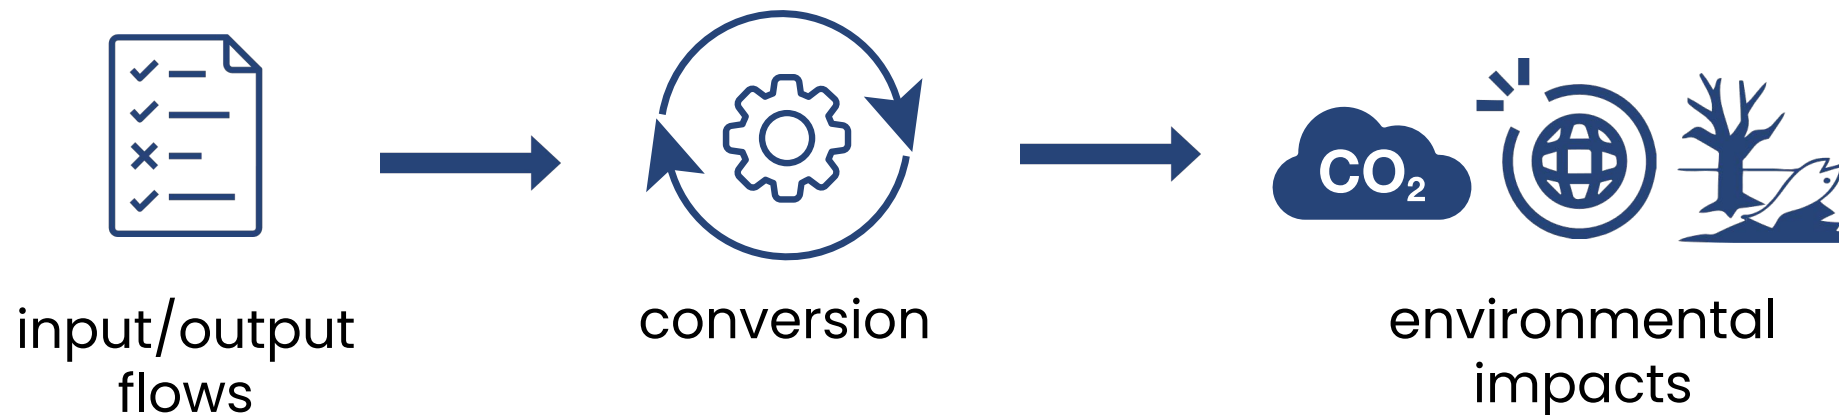 CO₂
input/output
flows
conversion
environmental
impacts